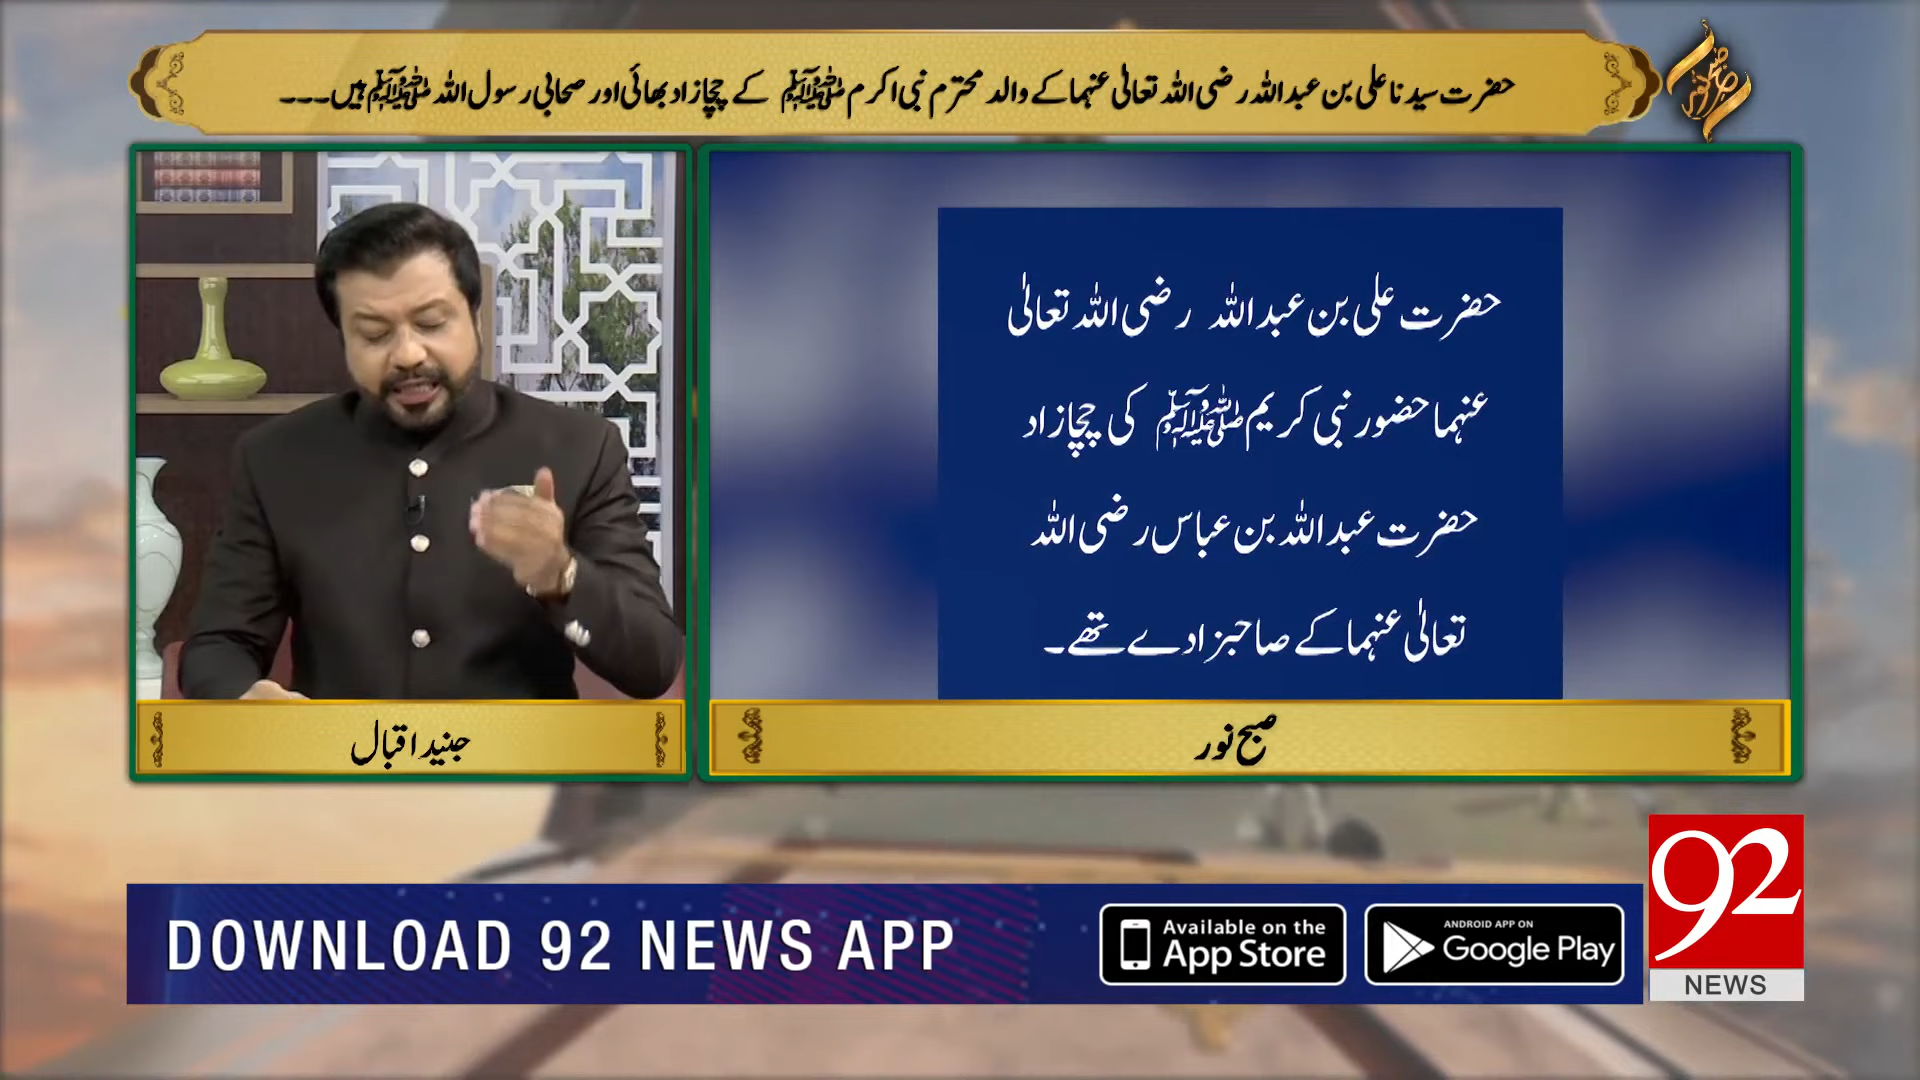 حضرت سیدنا علی بن عبداللہ رضی اللہ تعالیٰ عنہما کے والد محترم نبی اکرم ﷺ کے چچازاد بھائی اور صحابی رسول اللہ ﷺ ہیں۔۔۔
حضرت علی بن عبداللہ رضی اللہ تعالیٰ
عنہما حضور نبی کریم ﷺ کی چچازاد
حضرت عبداللہ بن عباس رضی اللہ
تعالیٰ عنہما کے صاحبزادے تھے۔
جنید اقبال
صبح نور
DOWNLOAD 92 NEWS APP
Available on the
App Store
ANDROID APP ON
Google Play
92
NEWS